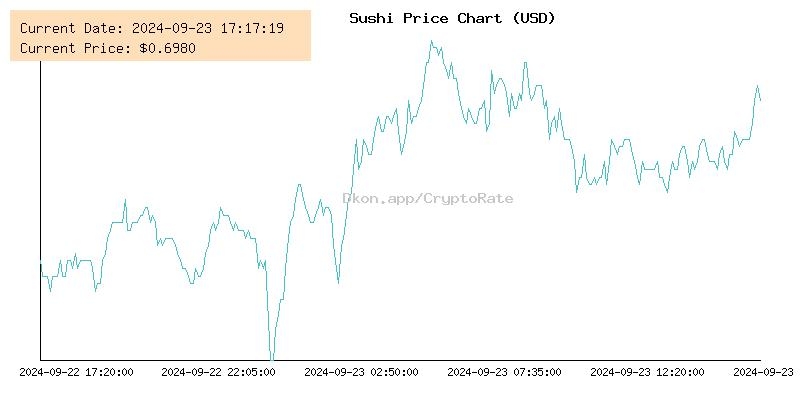 Sushi Price Chart (USD)
Current Date: 2024-09-23 17:17:19
Current Price: $0.6980
Dkon.app/CryptoRate
2024-09-22 17:20:00 2024-09-22 22:05:00 2024-09-23 02:50:00 2024-09-23 07:35:00 2024-09-23 12:20:00 2024-09-23